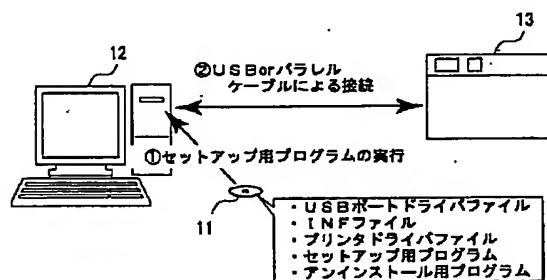 12
13
②USBorパラレル
ケーブルによる接続
①セットアップ用プログラムの実行
11
・USBポートドライバファイル
・INFファイル
・プリンタドライバファイル
・セットアップ用プログラム
・アンインストール用プログラム